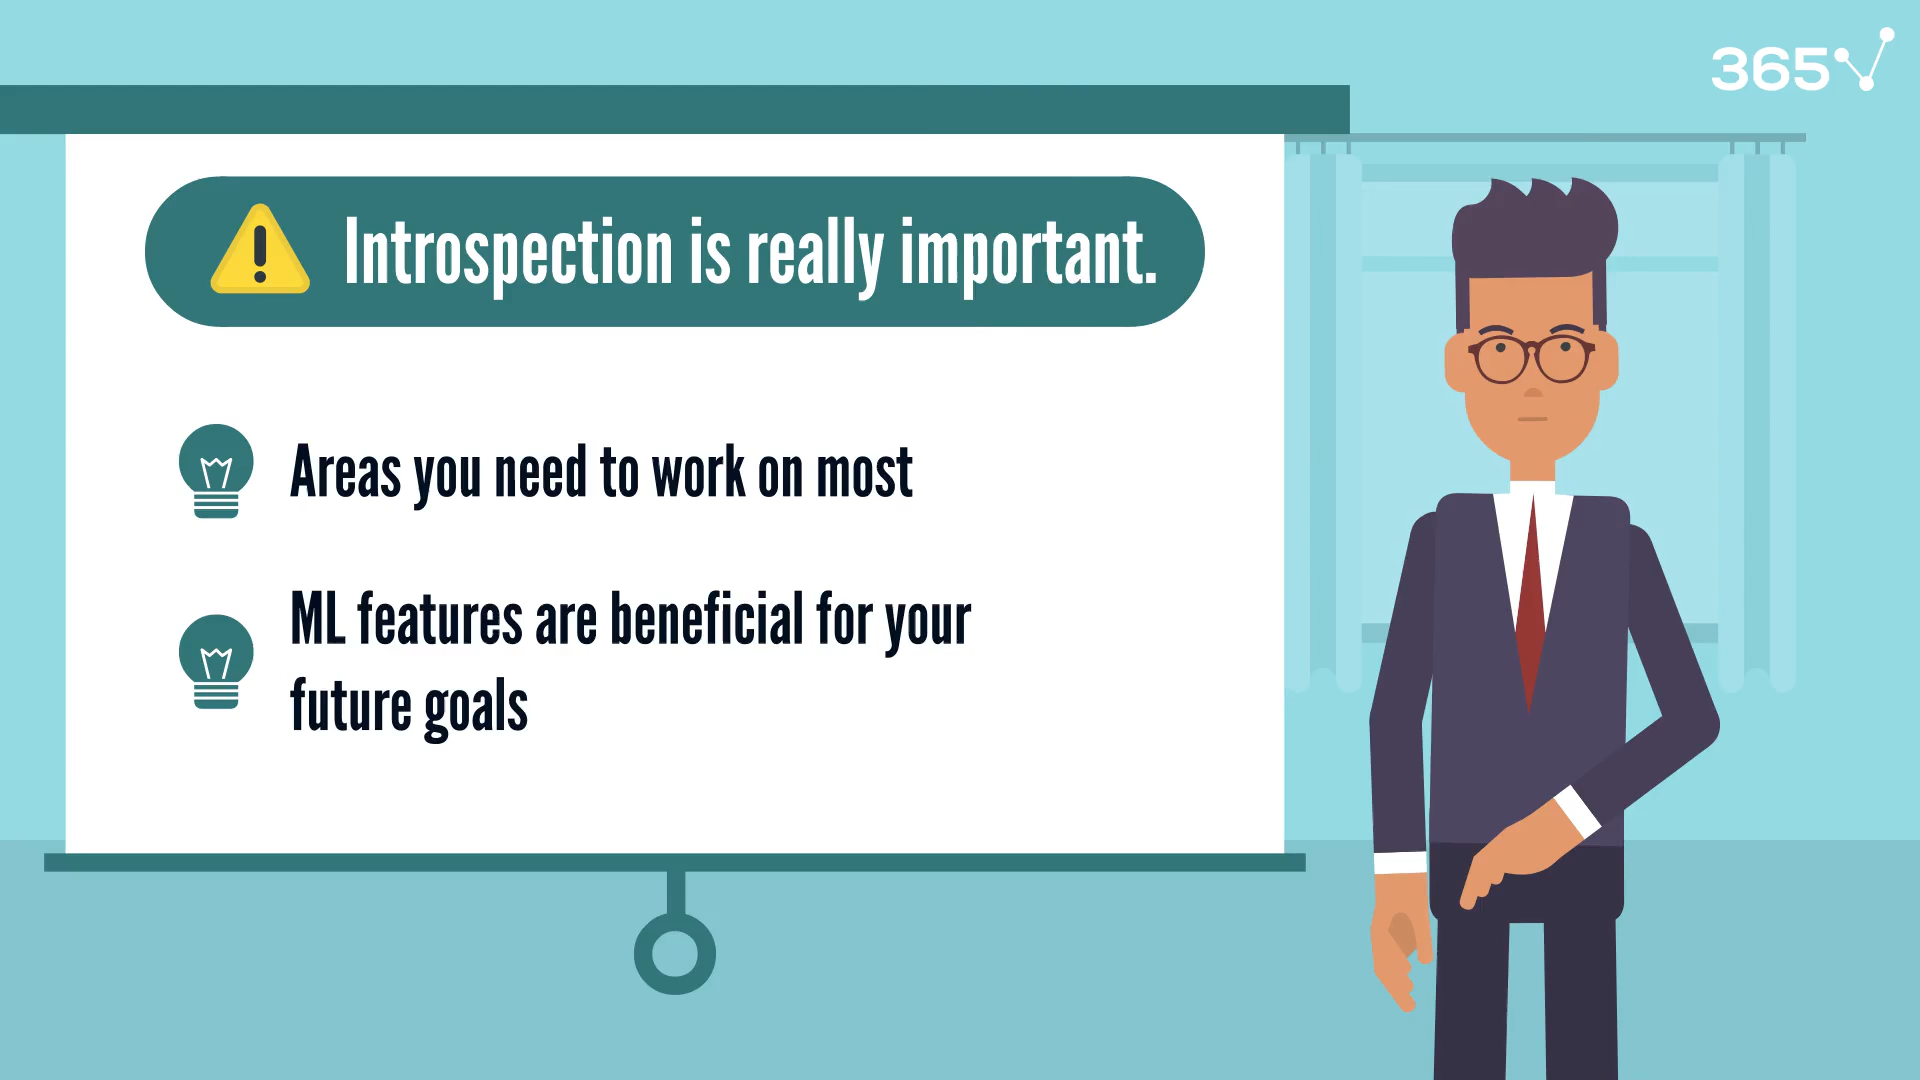 365
Introspection is really important.
Areas you need to work on most
ML features are beneficial for your
future goals